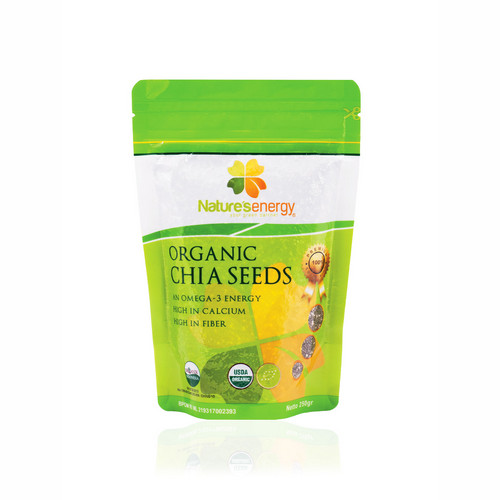 Nature'senergy
ORGANIC
CHIA SEEDS
AN OMEGA-3 ENERGY
HIGH IN CALCIUM
HIGH IN FIBER
100%
USDA
ORGANIC
Netto 250gr